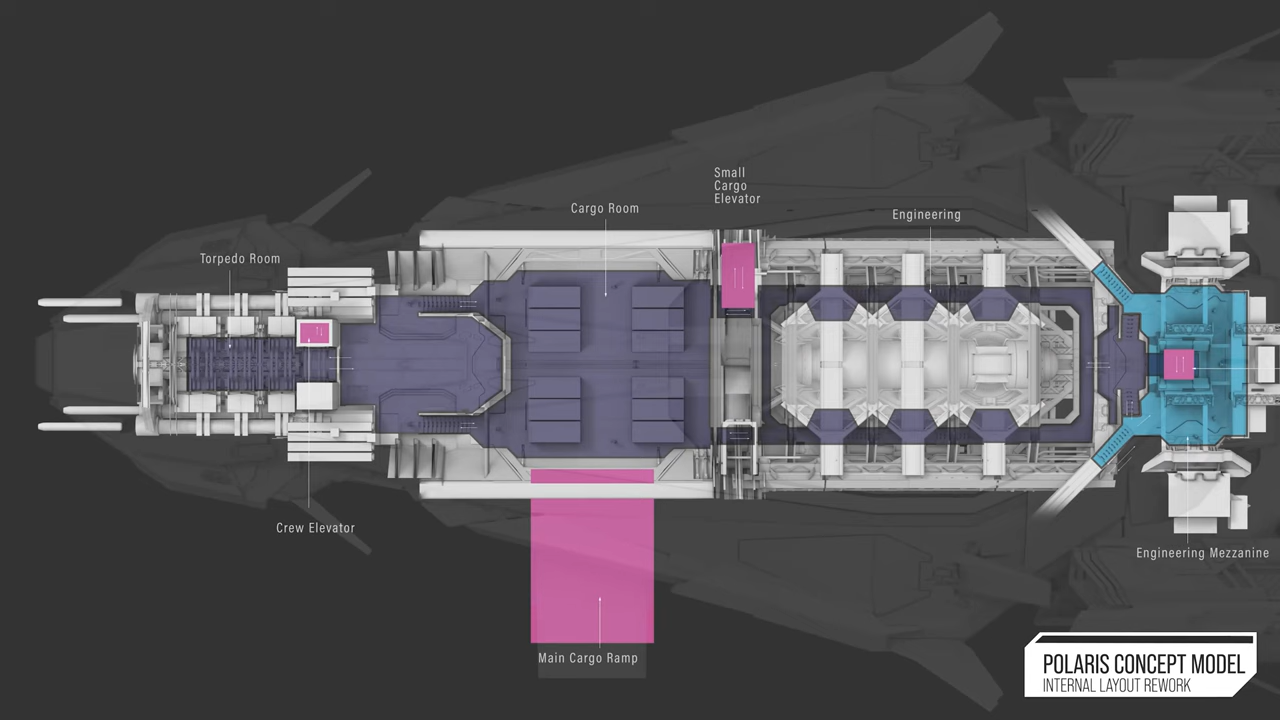 Small
Cargo
Elevator
Cargo Room
Engineering
Torpedo Room
Crew Elevator
Engineering Mezzanine
Main Cargo Ramp
POLARIS CONCEPT MODEL
INTERNAL LAYOUT REWORK